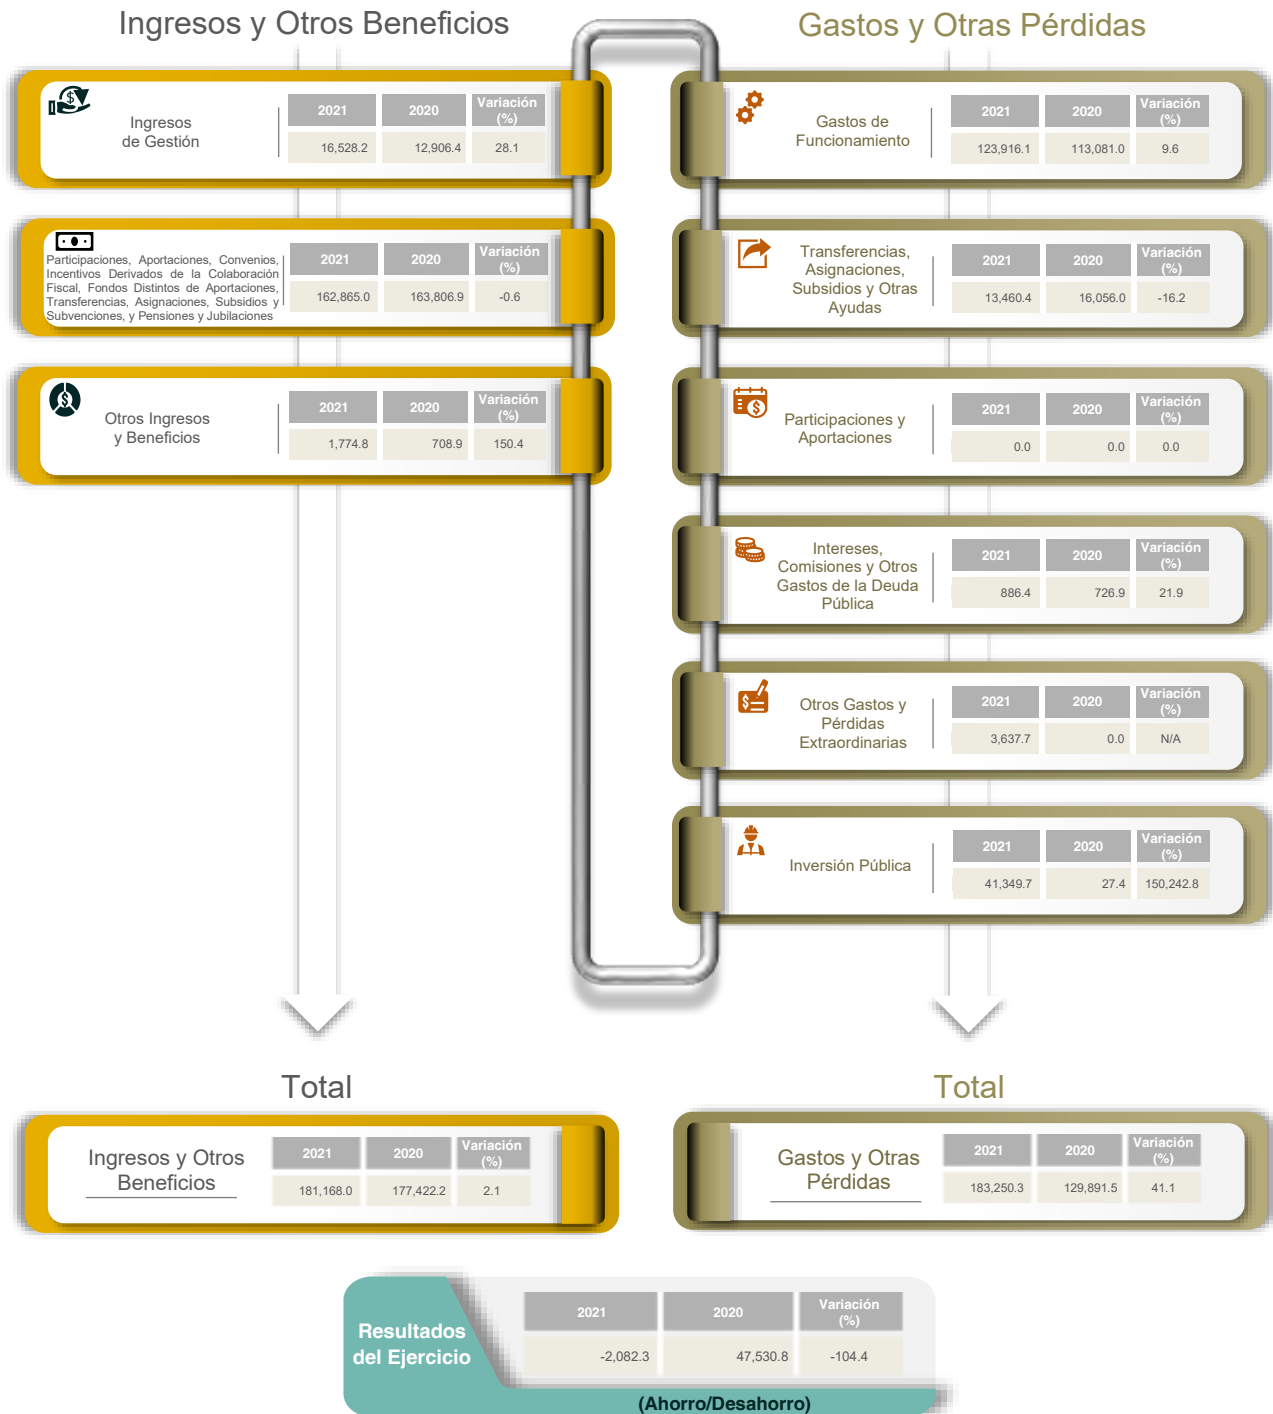 Ingresos y Otros Beneficios
Ingresos
de Gestión
2021 2020 Variación
(%)
16,528.2 12,906.4 28.1
Participaciones, Aportaciones, Convenios,
Incentivos Derivados de la Colaboración
Fiscal, Fondos Distintos de Aportaciones,
Transferencias, Asignaciones, Subsidios y
Subvenciones, y Pensiones y Jubilaciones
2021 2020 Variación
(%)
162,865.0 163,806.9 -0.6
Otros Ingresos
y Beneficios
2021 2020 Variación
(%)
1,774.8 708.9 150.4
Gastos y Otras Pérdidas
Gastos de
Funcionamiento
2021 2020 Variación
(%)
123,916.1 113,081.0 9.6
Transferencias,
Asignaciones,
Subsidios y Otras
Ayudas
2021 2020 Variación
(%)
13,460.4 16,056.0 -16.2
Participaciones y
Aportaciones
2021 2020 Variación
(%)
0.0 0.0 0.0
Intereses,
Comisiones y Otros
Gastos de la Deuda
Pública
2021 2020 Variación
(%)
886.4 726.9 21.9
Otros Gastos y
Pérdidas
Extraordinarias
2021 2020 Variación
(%)
3,637.7 0.0 N/A
Inversión Pública
2021 2020 Variación
(%)
41,349.7 27.4 150,242.8
Total
Ingresos y Otros
Beneficios
2021 2020 Variación
(%)
181,168.0 177,422.2 2.1
Total
Gastos y Otras
Pérdidas
2021 2020 Variación
(%)
183,250.3 129,891.5 41.1
Resultados
del Ejercicio
2021 2020 Variación
(%)
-2,082.3 47,530.8 -104.4
(Ahorro/Desahorro)